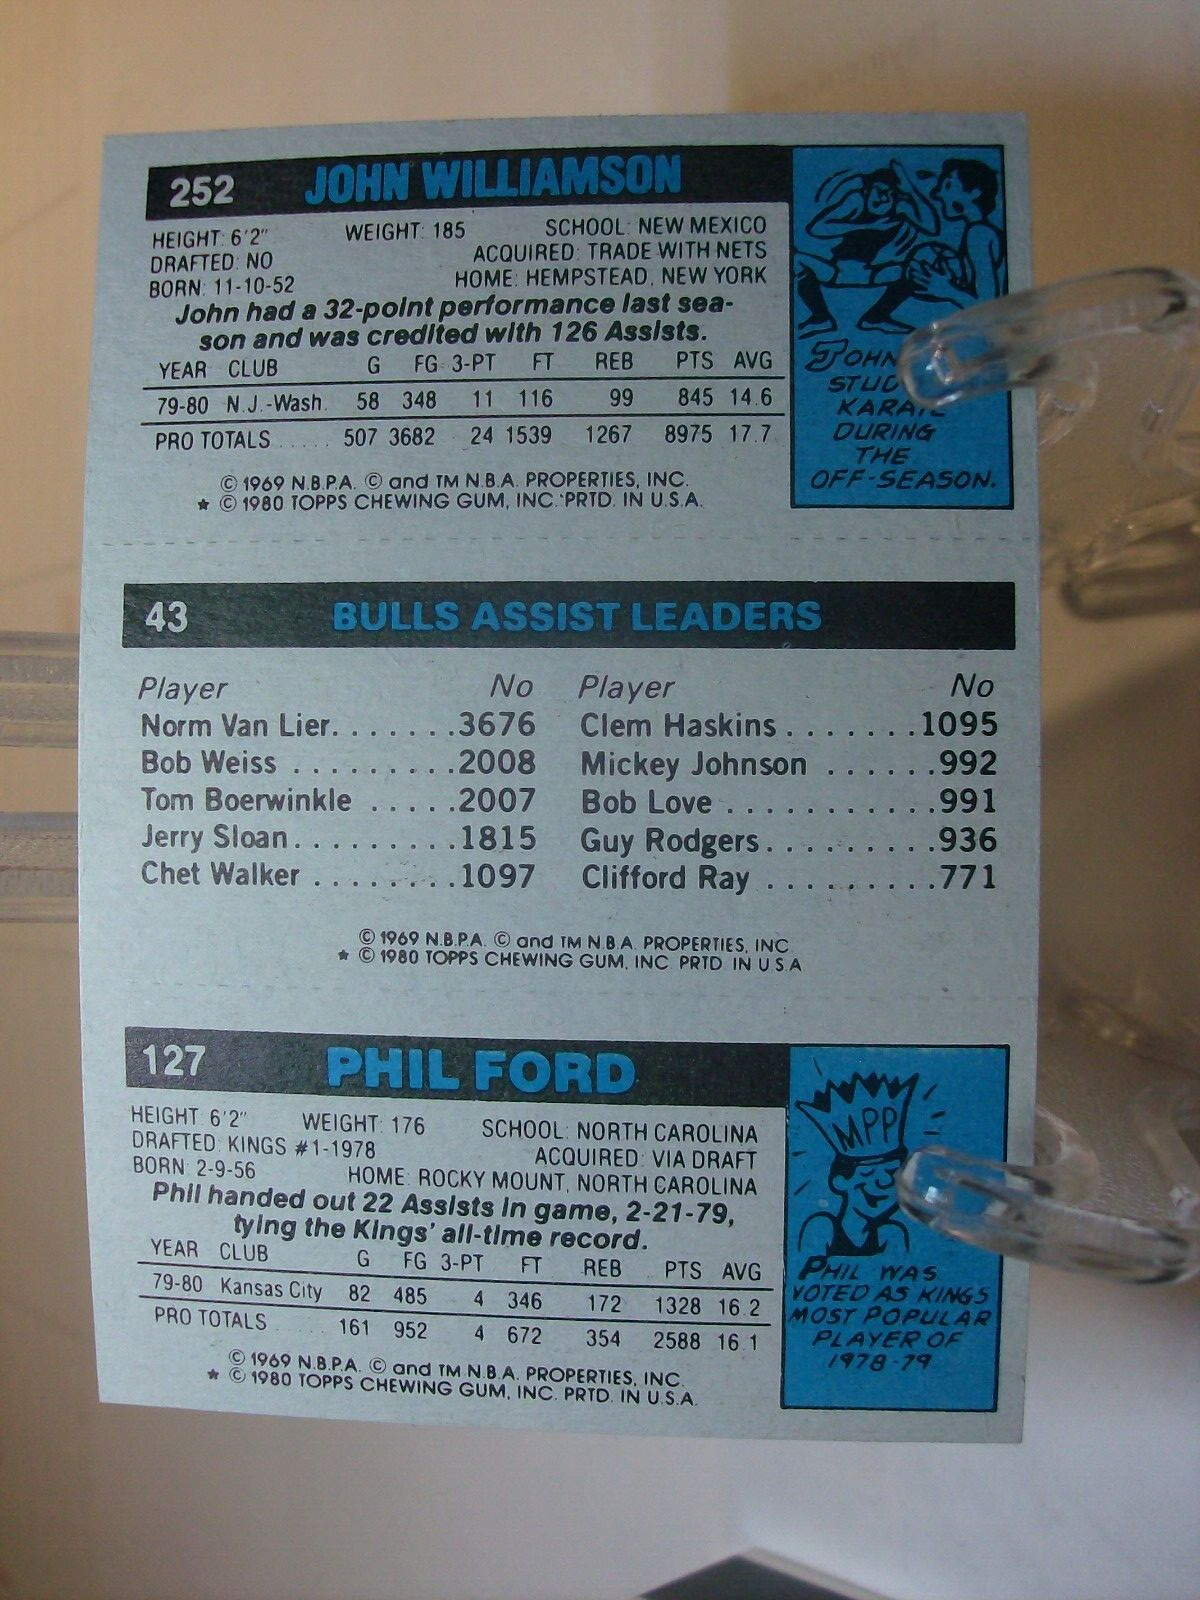 252 JOHN WILLIAMSON
HEIGHT: 6'2" WEIGHT: 185 SCHOOL: NEW MEXICO
DRAFTED: NO ACQUIRED: TRADE WITH NETS
BORN: 11-10-52 HOME: HEMPSTEAD, NEW YORK
John had a 32-point performance last sea-
son and was credited with 126 Assists.
YEAR CLUB G FG 3-PT FT REB PTS AVG
79-80 N.J.-Wash. 58 348 11 116 99 845 14.6
PRO TOTALS ..... 507 3682 24 1539 1267 8975 17.7
© 1969 N.B.P.A. © and TM N.B.A. PROPERTIES, INC.
★ © 1980 TOPPS CHEWING GUM, INC. PRTD. IN U.S.A.
JOHN
KARATE
DURING
THE
OFF-SEASON.
43 BULLS ASSIST LEADERS
Player No Player No
Norm Van Lier.......3676 Clem Haskins.......1095
Bob Weiss .........2008 Mickey Johnson ......992
Tom Boerwinkle .....2007 Bob Love ..........991
Jerry Sloan.........1815 Guy Rodgers.........936
Chet Walker ........1097 Clifford Ray .........771
© 1969 N.B.P.A. © and TM N.B.A. PROPERTIES, INC
★ © 1980 TOPPS CHEWING GUM, INC PRTD IN U.S.A
127 PHIL FORD
HEIGHT 6'2" WEIGHT: 176 SCHOOL: NORTH CAROLINA
DRAFTED: KINGS #1-1978 ACQUIRED: VIA DRAFT
BORN 2-9-56 HOME: ROCKY MOUNT, NORTH CAROLINA
Phil handed out 22 Assists in game, 2-21-79,
tying the Kings' all-time record.
YEAR CLUB G FG 3-PT FT REB PTS AVG
79-80 Kansas City 82 485 4 346 172 1328 16.2
PRO TOTALS ..... 161 952 4 672 354 2588 16.1
© 1969 N.B.P.A. © and TM N.B.A. PROPERTIES, INC.
★ © 1980 TOPPS CHEWING GUM, INC. PRTD. IN U.S.A.
MPP
PHIL WAS
VOTED AS KINGS
MOST POPULAR
PLAYER OF
1978-79